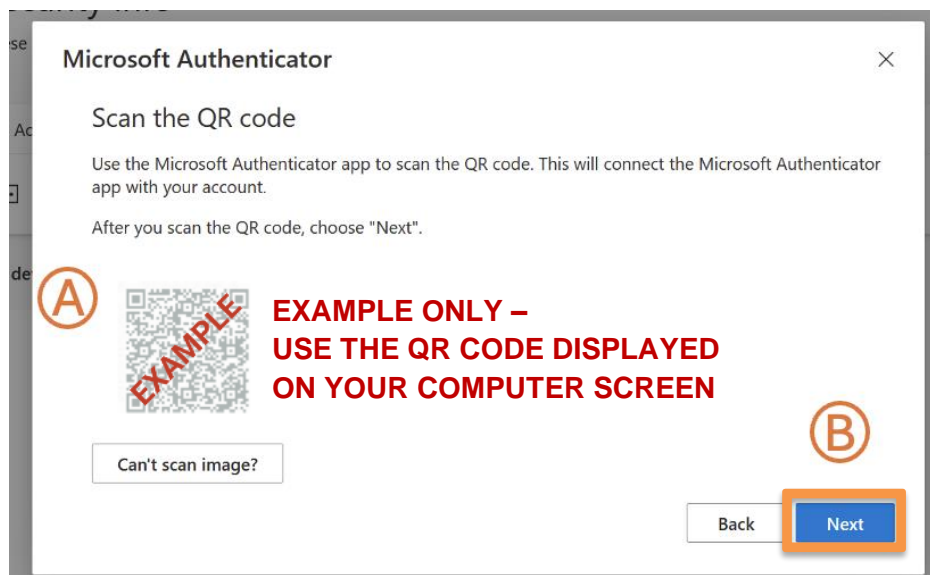 Microsoft Authenticator
Scan the QR code
Use the Microsoft Authenticator app to scan the QR code. This will connect the Microsoft Authenticator
app with your account.
After you scan the QR code, choose "Next".
A
EXAMPLE
EXAMPLE ONLY –
USE THE QR CODE DISPLAYED
ON YOUR COMPUTER SCREEN
B
Can't scan image?
Back
Next